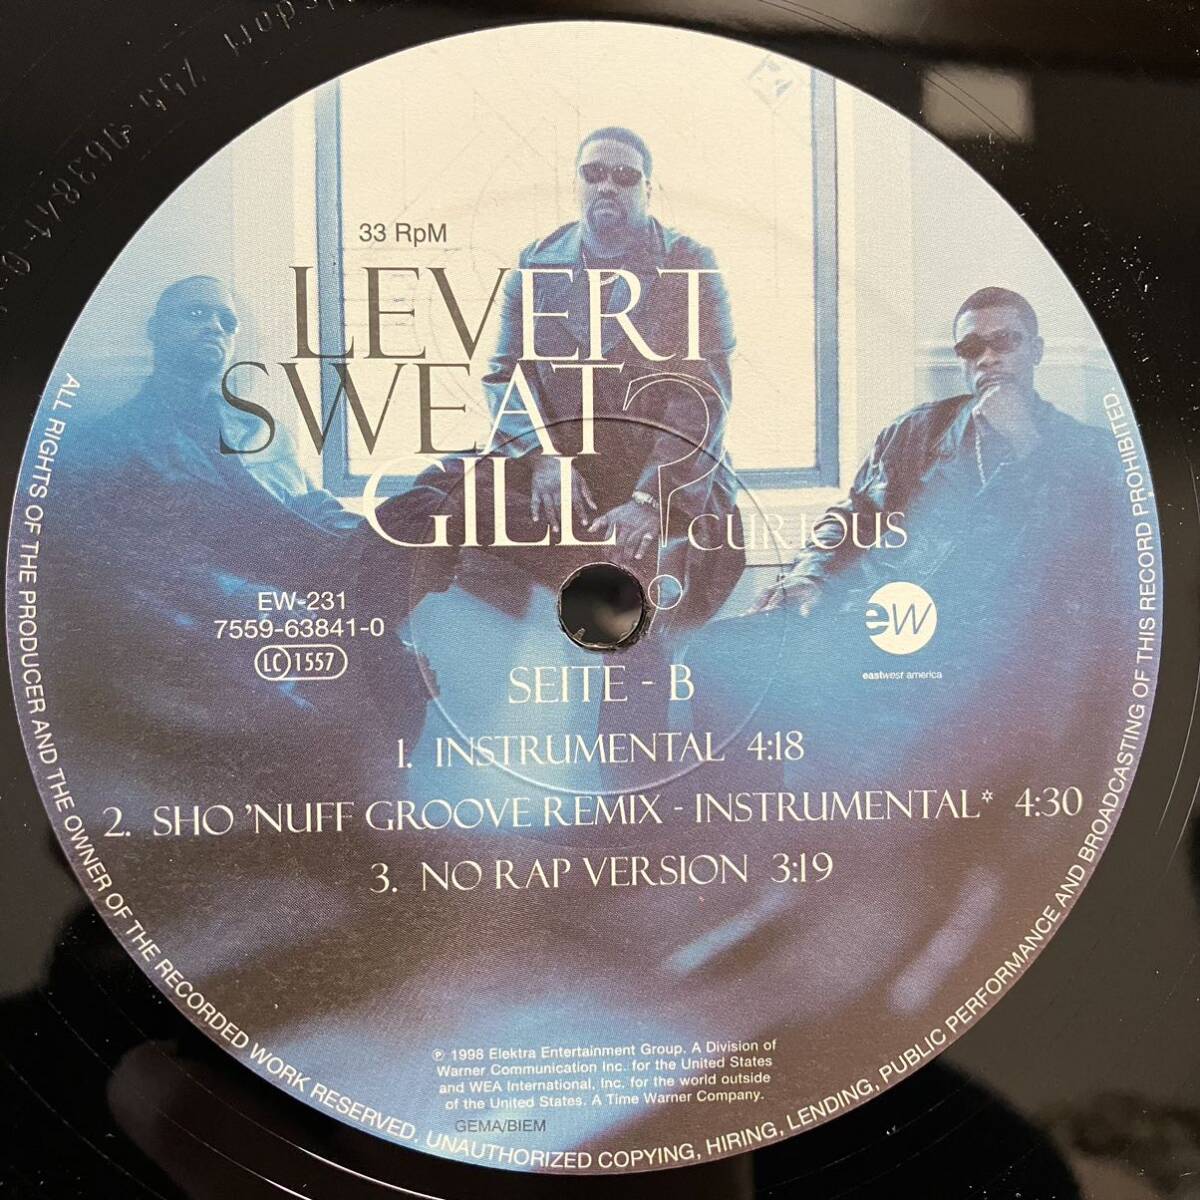 33 RpM
LEVERT
SWEAT
GILL
?
CURIOUS
EW-231
7559-63841-0
LC 1557
ew
eastwest america
SEITE - B
1. INSTRUMENTAL 4:18
2. SHO 'NUFF GROOVE REMIX - INSTRUMENTAL* 4:30
3. NO RAP VERSION 3:19
℗ 1998 Elektra Entertainment Group. A Division of
Warner Communication Inc. for the United States
and WEA International, Inc. for the world outside
of the United States. A Time Warner Company.
GEMA/BIEM
ALL RIGHTS OF THE PRODUCER AND THE OWNER OF THE RECORDED WORK RESERVED, UNAUTHORIZED COPYING, HIRING, LENDING, PUBLIC PERFORMANCE AND BROADCASTING OF THIS RECORD PROHIBITED.